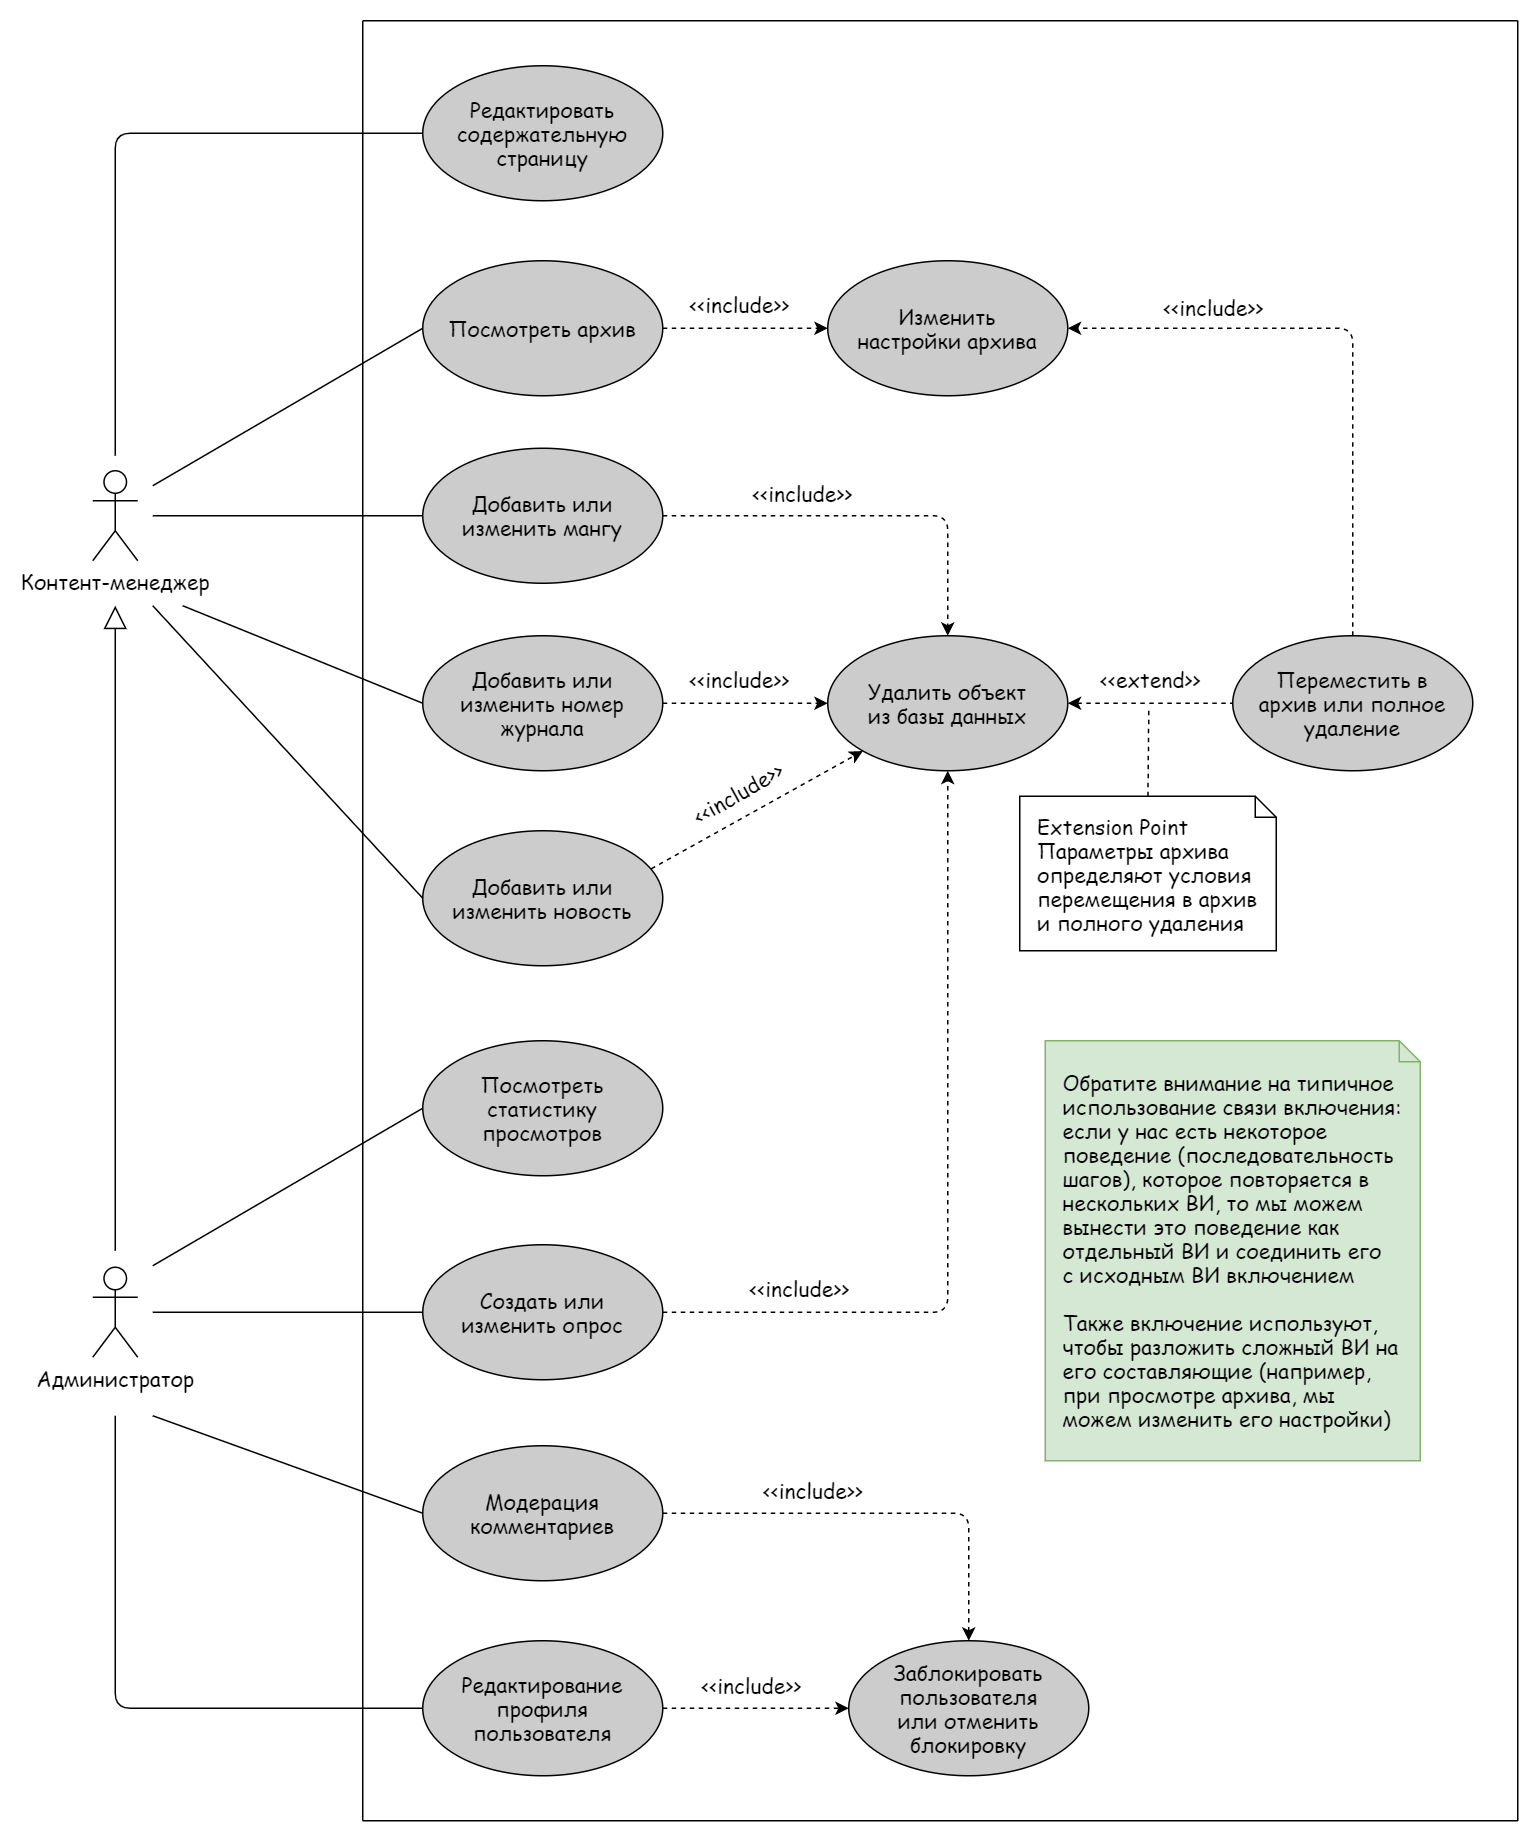 Редактировать
содержательную
страницу
Посмотреть архив
<<include>>
Изменить
настройки архива
<<include>>
Добавить или
изменить мангу
<<include>>
Контент-менеджер
Добавить или
изменить номер
журнала
<<include>>
Удалить объект
из базы данных
<<extend>>
Переместить в
архив или полное
удаление
<<include>>
Extension Point
Параметры архива
определяют условия
перемещения в архив
и полного удаления
Добавить или
изменить новость
Посмотреть
статистику
просмотров
Обратите внимание на типичное
использование связи включения:
если у нас есть некоторое
поведение (последовательность
шагов), которое повторяется в
нескольких ВИ, то мы можем
вынести это поведение как
отдельный ВИ и соединить его
с исходным ВИ включением
Также включение используют,
чтобы разложить сложный ВИ на
его составляющие (например,
при просмотре архива, мы
можем изменить его настройки)
Создать или
изменить опрос
<<include>>
Администратор
Модерация
комментариев
<<include>>
Редактирование
профиля
пользователя
<<include>>
Заблокировать
пользователя
или отменить
блокировку